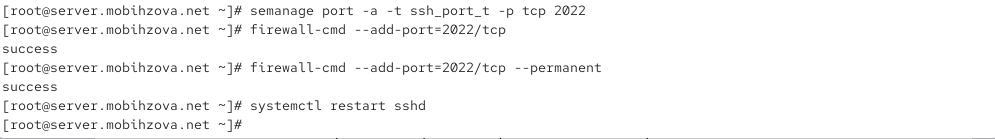 [root@server.mobihzova.net ~]# semanage port -a -t ssh_port_t -p tcp 2022
[root@server.mobihzova.net ~]# firewall-cmd --add-port=2022/tcp
success
[root@server.mobihzova.net ~]# firewall-cmd --add-port=2022/tcp --permanent
success
[root@server.mobihzova.net ~]# systemctl restart sshd
[root@server.mobihzova.net ~]#